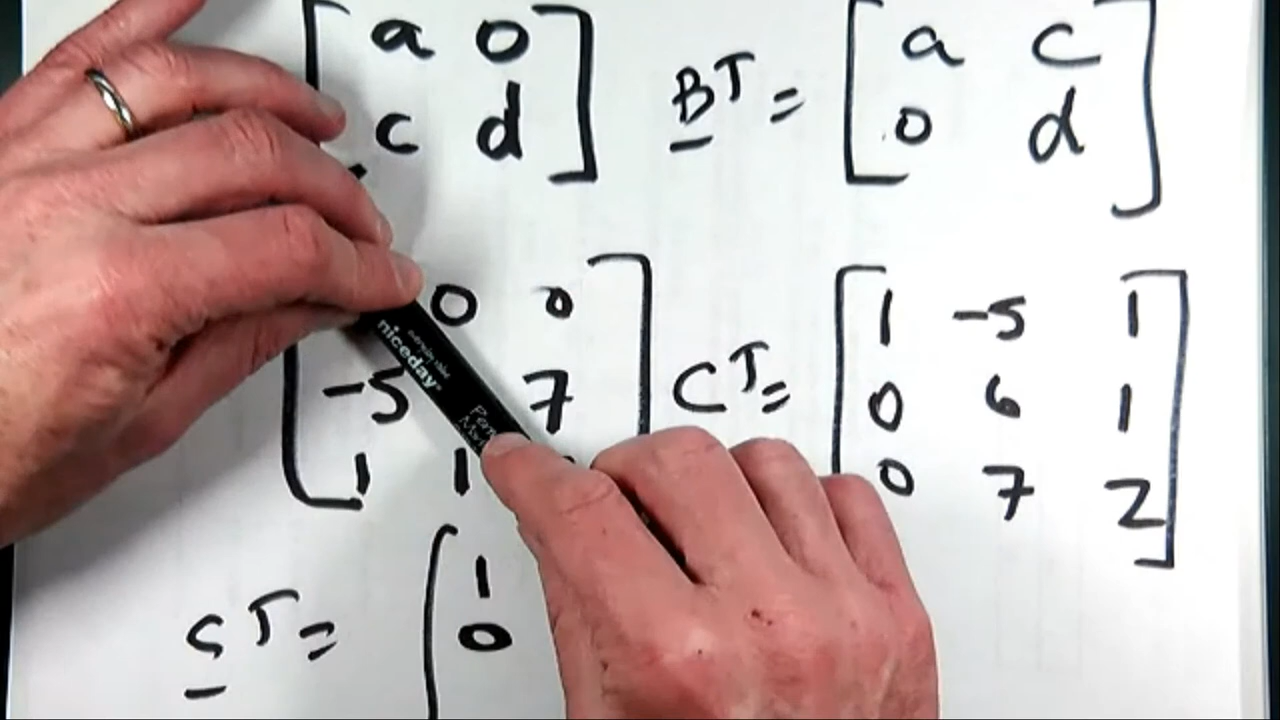 a 0
c d
B^T =
a c
0 d
0 0
-5 7
1 1
C^T =
1 -5 1
0 6 1
0 7 2
niceday
S^T =
1
0